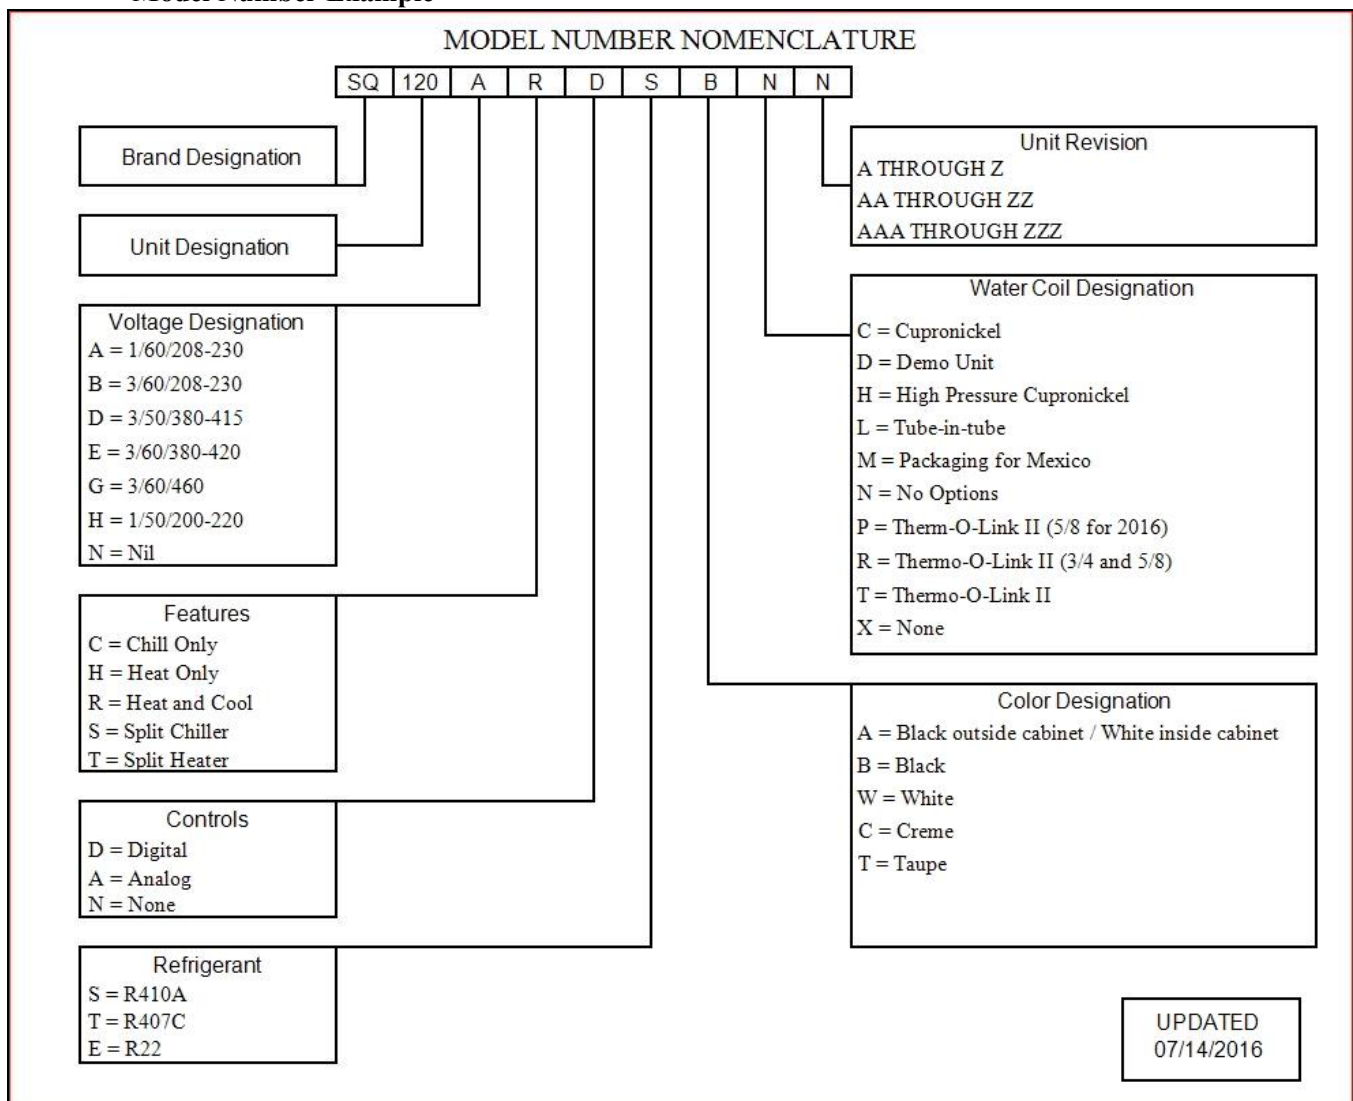 Model Number Example
MODEL NUMBER NOMENCLATURE
SQ 120 A R D S B N N
Brand Designation
Unit Designation
Voltage Designation
A = 1/60/208-230
B = 3/60/208-230
D = 3/50/380-415
E = 3/60/380-420
G = 3/60/460
H = 1/50/200-220
N = Nil
Features
C = Chill Only
H = Heat Only
R = Heat and Cool
S = Split Chiller
T = Split Heater
Controls
D = Digital
A = Analog
N = None
Refrigerant
S = R410A
T = R407C
E = R22
Unit Revision
A THROUGH Z
AA THROUGH ZZ
AAA THROUGH ZZZ
Water Coil Designation
C = Cupronickel
D = Demo Unit
H = High Pressure Cupronickel
L = Tube-in-tube
M = Packaging for Mexico
N = No Options
P = Therm-O-Link II (5/8 for 2016)
R = Thermo-O-Link II (3/4 and 5/8)
T = Thermo-O-Link II
X = None
Color Designation
A = Black outside cabinet / White inside cabinet
B = Black
W = White
C = Creme
T = Taupe
UPDATED
07/14/2016